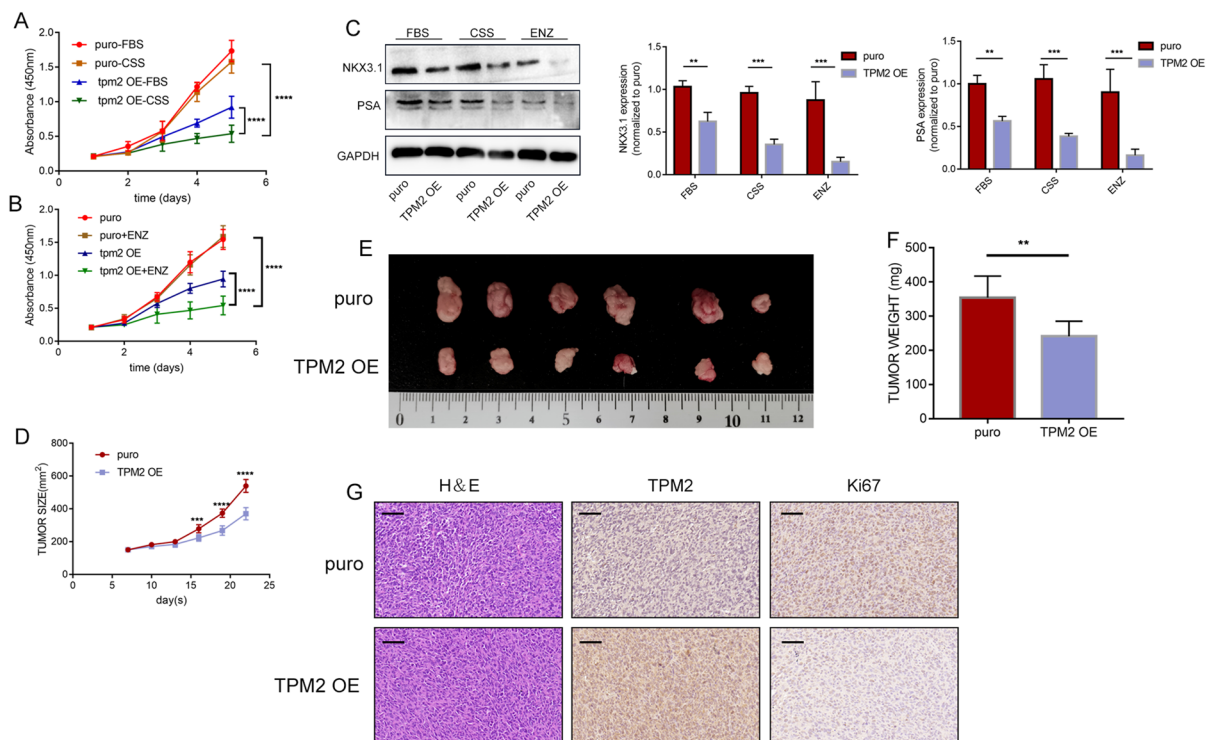 A
2.0
1.5
1.0
0.5
0.0
0 2 4 6
Absorbance (450nm)
time (days)
puro-FBS
puro-CSS
tpm2 OE-FBS
tpm2 OE-CSS
****
****
B
2.0
1.5
1.0
0.5
0.0
0 2 4 6
Absorbance (450nm)
time (days)
puro
puro+ENZ
tpm2 OE
tpm2 OE+ENZ
****
****
C
FBS CSS ENZ
NKX3.1
PSA
GAPDH
puro TPM2 OE puro TPM2 OE puro TPM2 OE
NKX3.1 expression
(normalized to puro)
1.5
1.0
0.5
0.0
** *** ***
FBS CSS ENZ
puro
TPM2 OE
PSA expression
(normalized to puro)
1.5
1.0
0.5
0.0
** *** ***
FBS CSS ENZ
puro
TPM2 OE
D
800
600
400
200
0
0 5 10 15 20 25
TUMOR SIZE(mm2)
day(s)
puro
TPM2 OE
*** **** ****
E
puro
TPM2 OE
0 1 2 3 4 5 6 7 8 9 10 11 12
F
TUMOR WEIGHT (mg)
500
400
300
200
100
0
**
puro TPM2 OE
G
H&E TPM2 Ki67
puro
TPM2 OE